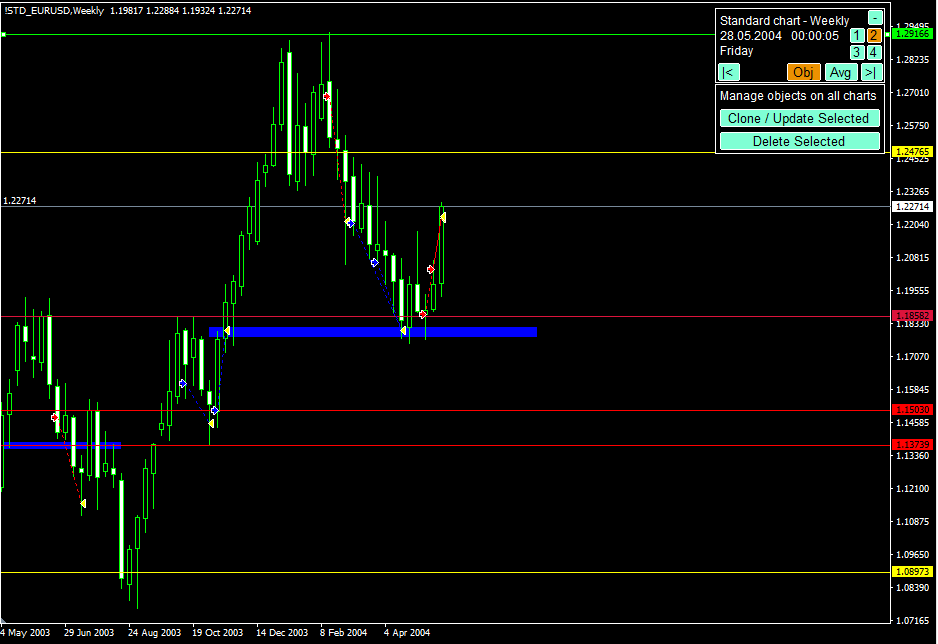 !STD_EURUSD,Weekly 1.19817 1.22884 1.19324 1.22714
Standard chart - Weekly
-
28.05.2004 00:00:05
1
2
Friday
3
4
|<
Obj
Avg
>|
Manage objects on all charts
Clone / Update Selected
Delete Selected
1.22714
1.29495
1.29166
1.28235
1.27010
1.25750
1.24765
1.24525
1.23265
1.22714
1.22040
1.20815
1.19555
1.18582
1.18330
1.17070
1.15845
1.14585
1.13739
1.13360
1.12100
1.10875
1.09650
1.08973
1.08390
1.07165
4 May 2003
29 Jun 2003
24 Aug 2003
19 Oct 2003
14 Dec 2003
8 Feb 2004
4 Apr 2004